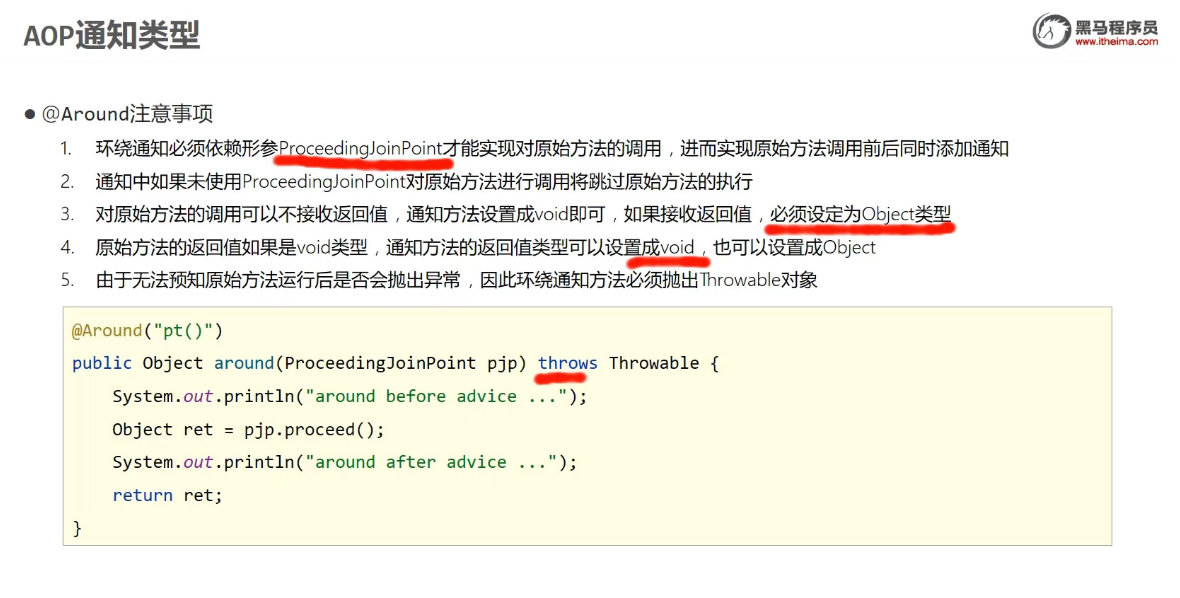 AOP通知类型
黑马程序员
www.itheima.com
● @Around注意事项
1. 环绕通知必须依赖形参ProceedingJoinPoint才能实现对原始方法的调用，进而实现原始方法调用前后同时添加通知
2. 通知中如果未使用ProceedingJoinPoint对原始方法进行调用将跳过原始方法的执行
3. 对原始方法的调用可以不接收返回值，通知方法设置成void即可，如果接收返回值，必须设定为Object类型
4. 原始方法的返回值如果是void类型，通知方法的返回值类型可以设置成void，也可以设置成Object
5. 由于无法预知原始方法运行后是否会抛出异常，因此环绕通知方法必须抛出Throwable对象
@Around("pt()")
public Object around(ProceedingJoinPoint pjp) throws Throwable {
    System.out.println("around before advice ...");
    Object ret = pjp.proceed();
    System.out.println("around after advice ...");
    return ret;
}